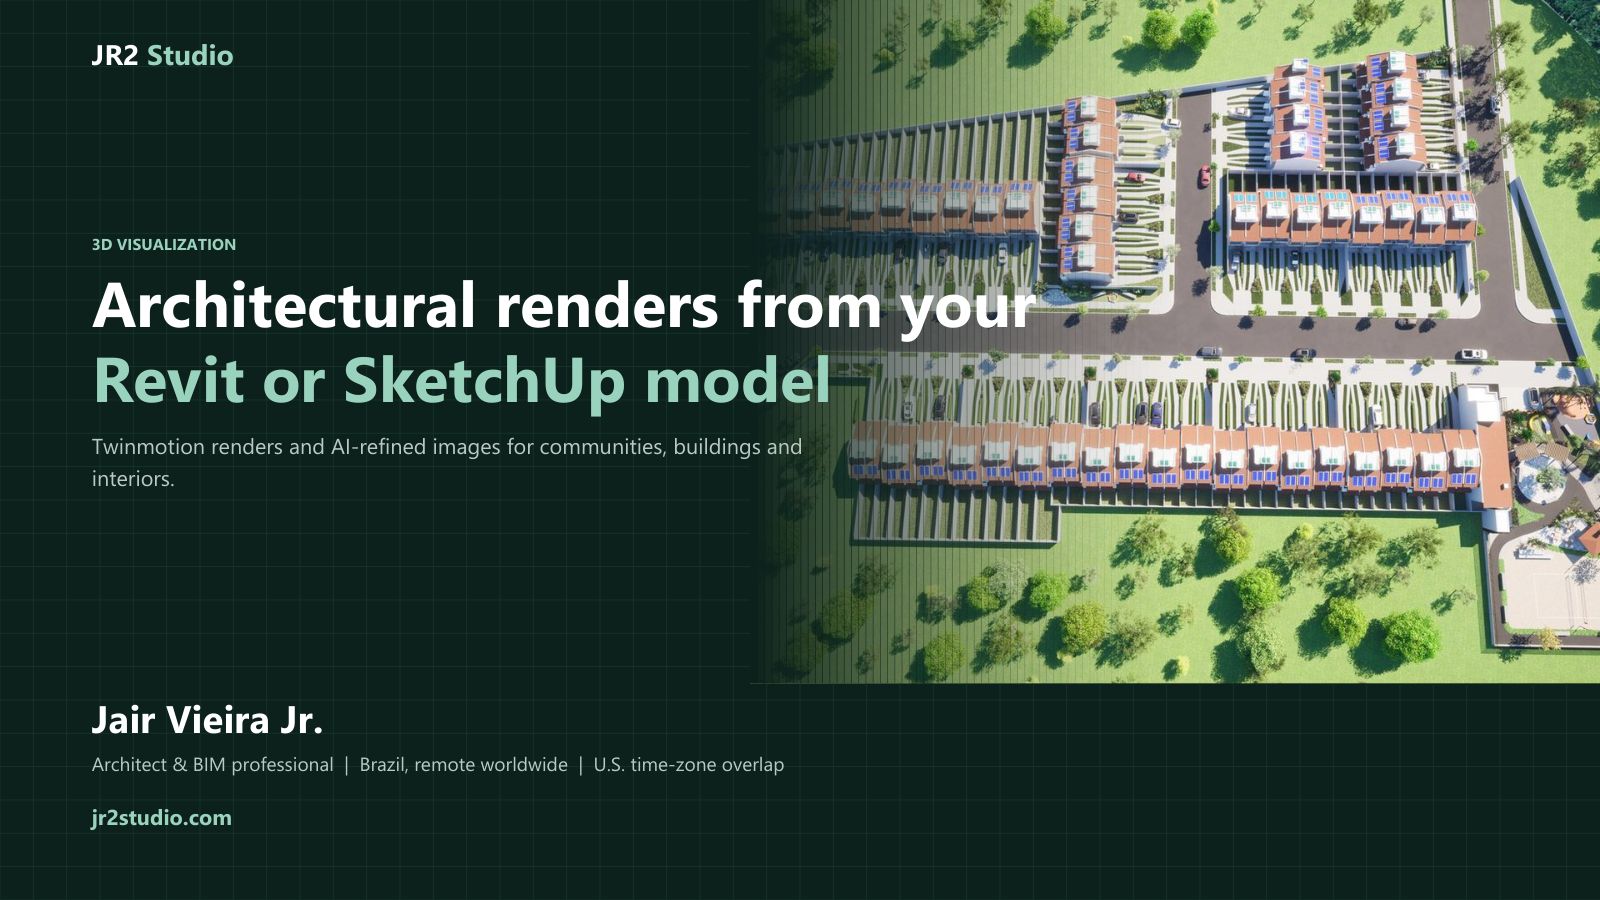 JR2 Studio
3D VISUALIZATION
Architectural renders from your
Revit or SketchUp model
Twinmotion renders and AI-refined images for communities, buildings and
interiors.
Jair Vieira Jr.
Architect & BIM professional | Brazil, remote worldwide | U.S. time-zone overlap
jr2studio.com